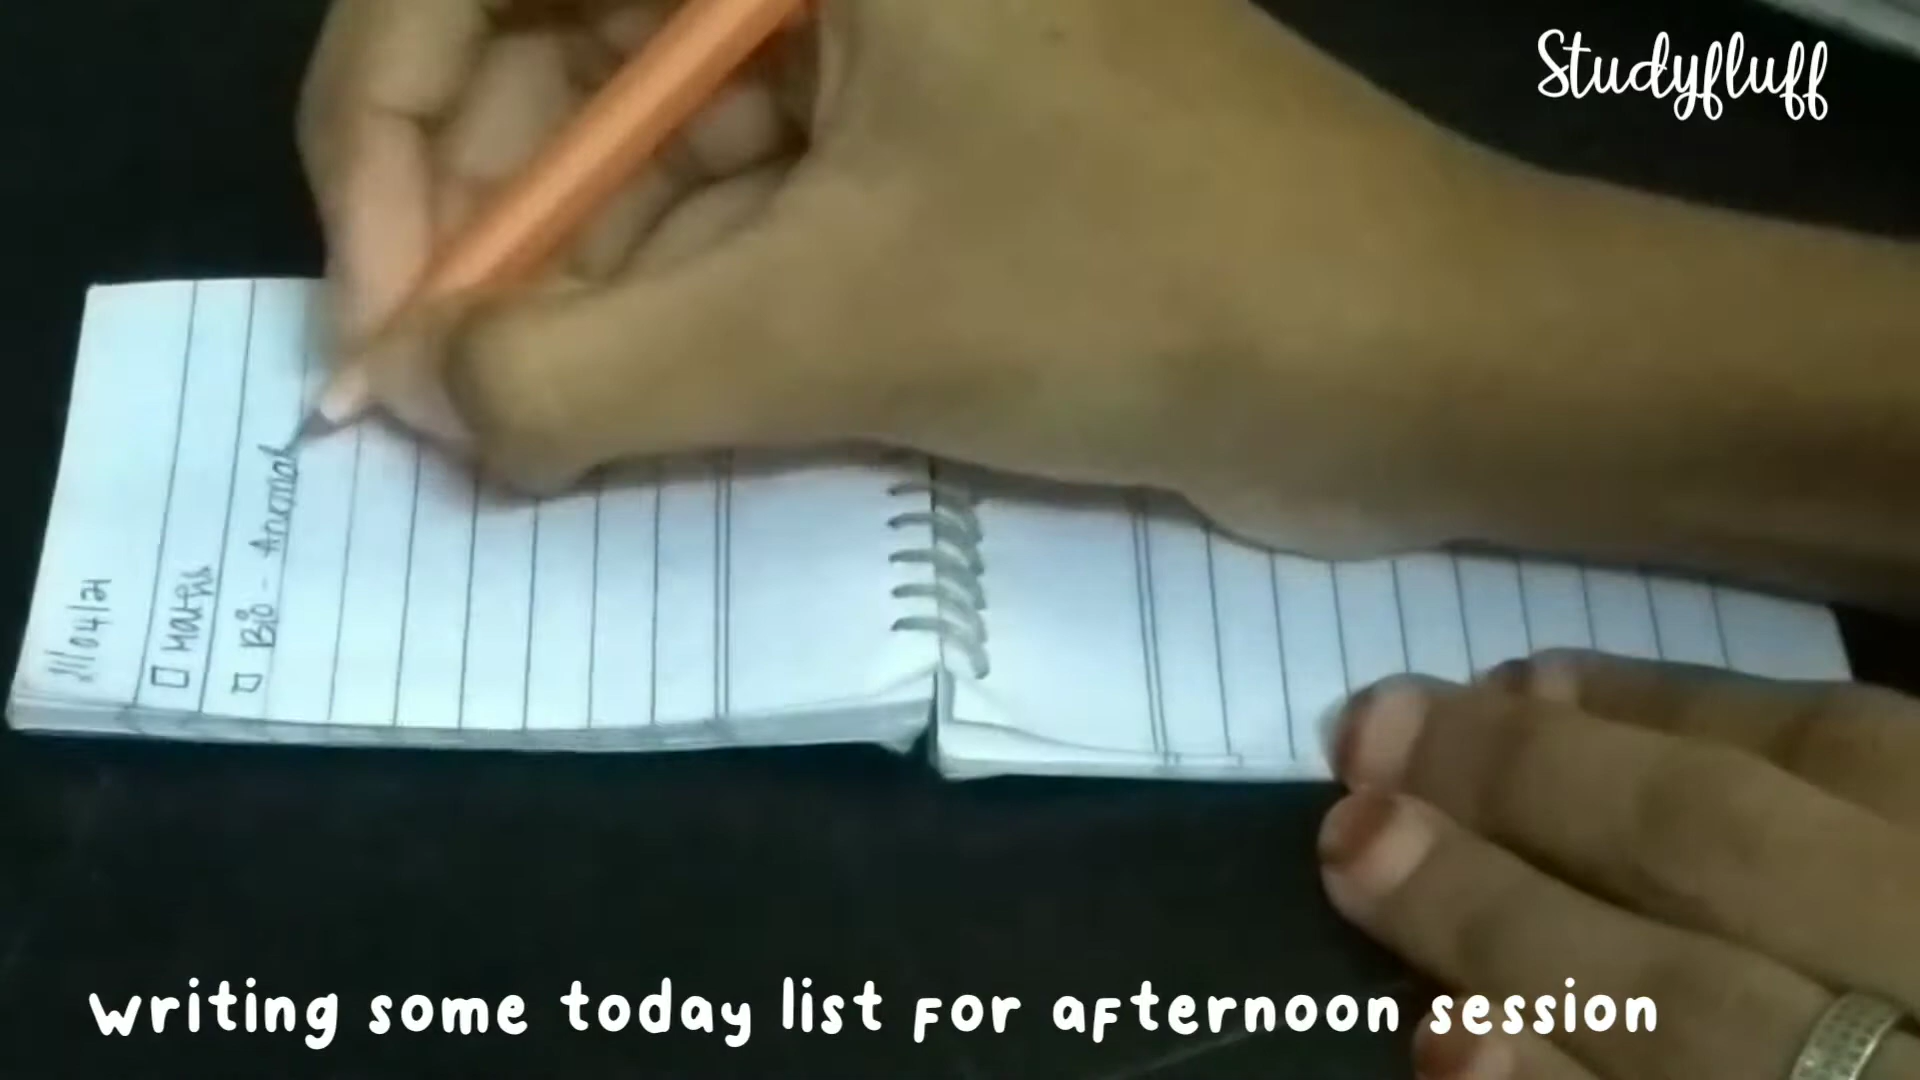 Studyfluff
11/04/21
Maths
Bio - Animal
writing some today list for afternoon session